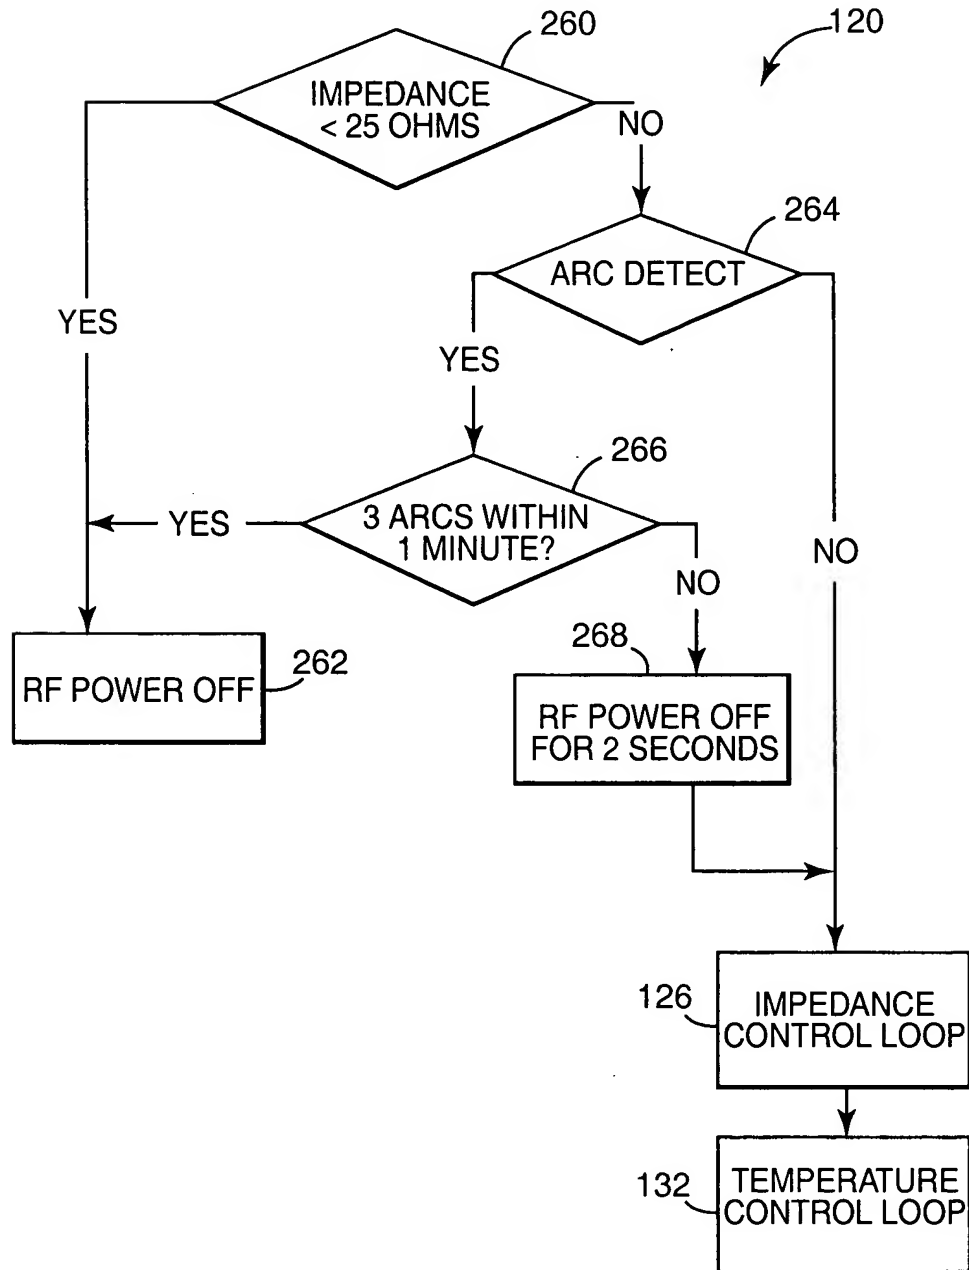 260
120
IMPEDANCE
< 25 OHMS
NO
264
ARC DETECT
YES
YES
266
3 ARCS WITHIN
1 MINUTE?
YES
NO
NO
262
RF POWER OFF
268
RF POWER OFF
FOR 2 SECONDS
126
IMPEDANCE
CONTROL LOOP
132
TEMPERATURE
CONTROL LOOP